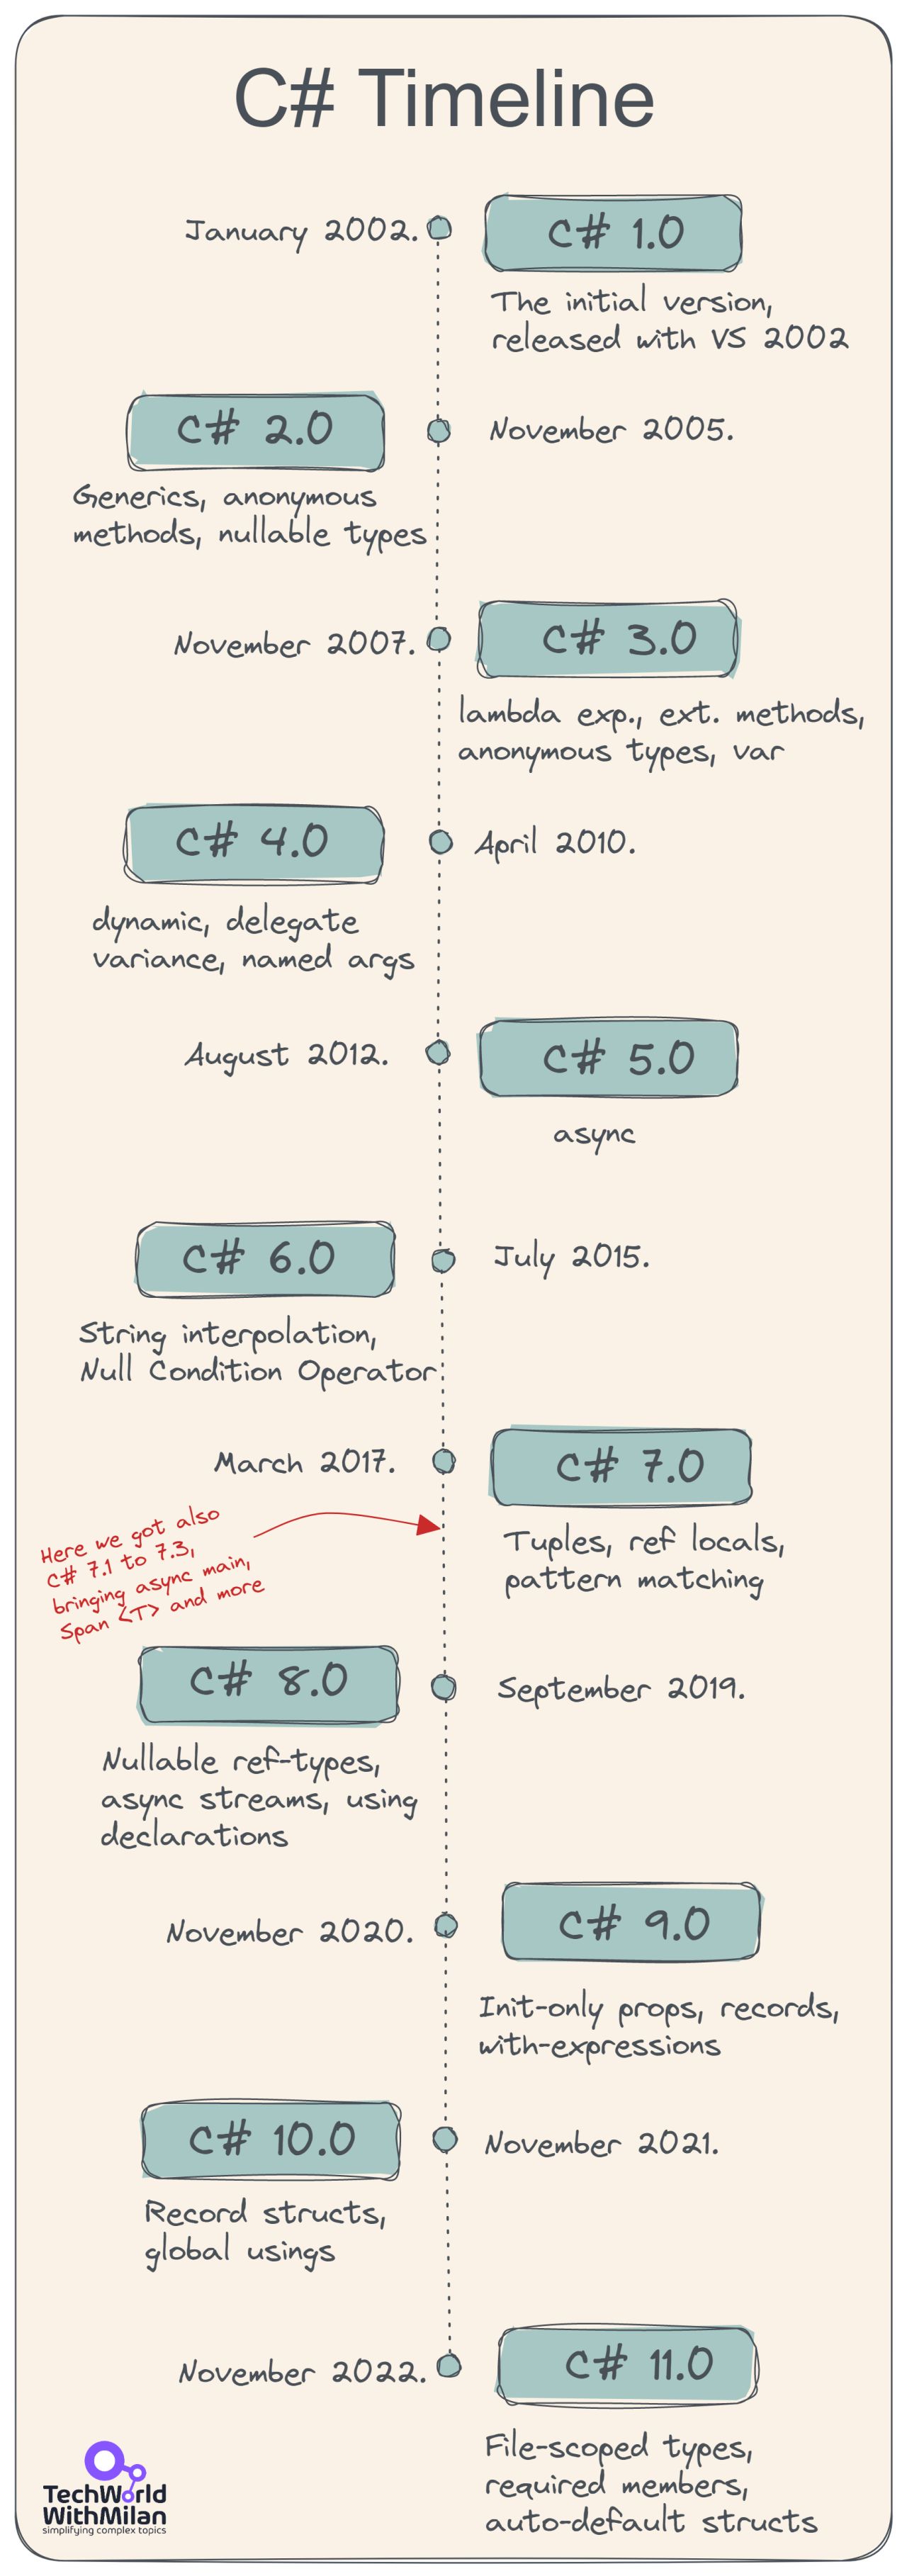 C# Timeline
January 2002.
C# 1.0
The initial version,
released with VS 2002
C# 2.0
November 2005.
Generics, anonymous
methods, nullable types
November 2007.
C# 3.0
lambda exp., ext. methods,
anonymous types, var
C# 4.0
April 2010.
dynamic, delegate
variance, named args
August 2012.
C# 5.0
async
C# 6.0
July 2015.
String interpolation,
Null Condition Operator
March 2017.
C# 7.0
Tuples, ref locals,
pattern matching
Here we got also
C# 7.1 to 7.3,
bringing async main,
Span <T> and more
C# 8.0
September 2019.
Nullable ref-types,
async streams, using
declarations
November 2020.
C# 9.0
Init-only props, records,
with-expressions
C# 10.0
November 2021.
Record structs,
global usings
November 2022.
C# 11.0
File-scoped types,
required members,
auto-default structs
TechWorld
WithMilan
simplifying complex topics